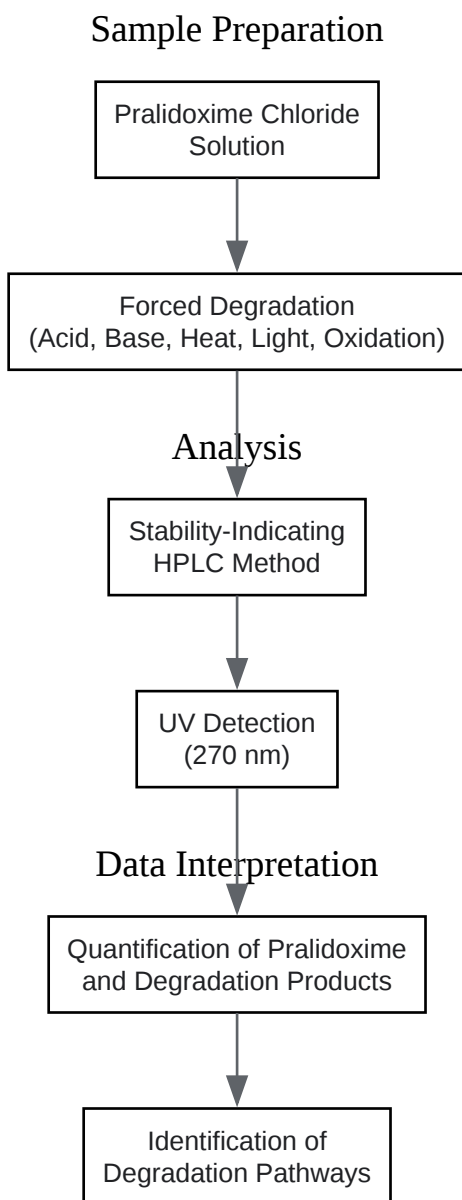 Sample Preparation
Pralidoxime Chloride
Solution
Forced Degradation
(Acid, Base, Heat, Light, Oxidation)
Analysis
Stability-Indicating
HPLC Method
UV Detection
(270 nm)
Data Interpretation
Quantification of Pralidoxime
and Degradation Products
Identification of
Degradation Pathways